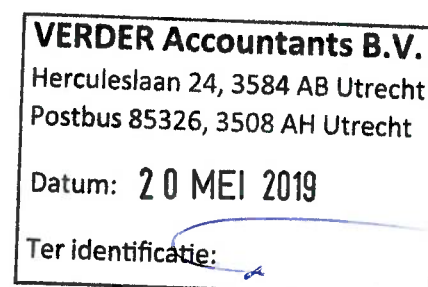 VERDER Accountants B.V.
Herculeslaan 24, 3584 AB Utrecht
Postbus 85326, 3508 AH Utrecht
Datum: 20 MEI 2019
Ter identificatie: